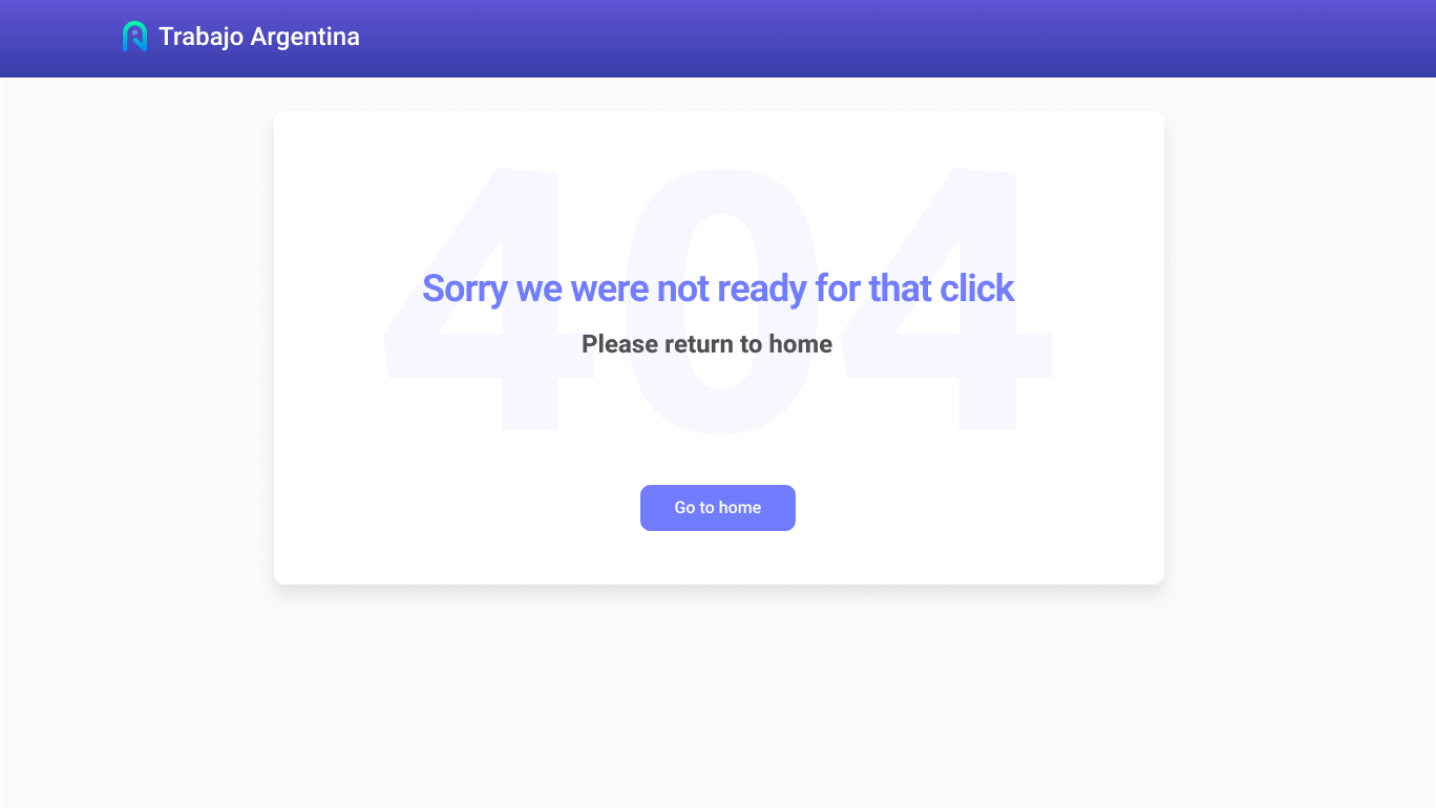 Trabajo Argentina
404
Sorry we were not ready for that click
Please return to home
Go to home